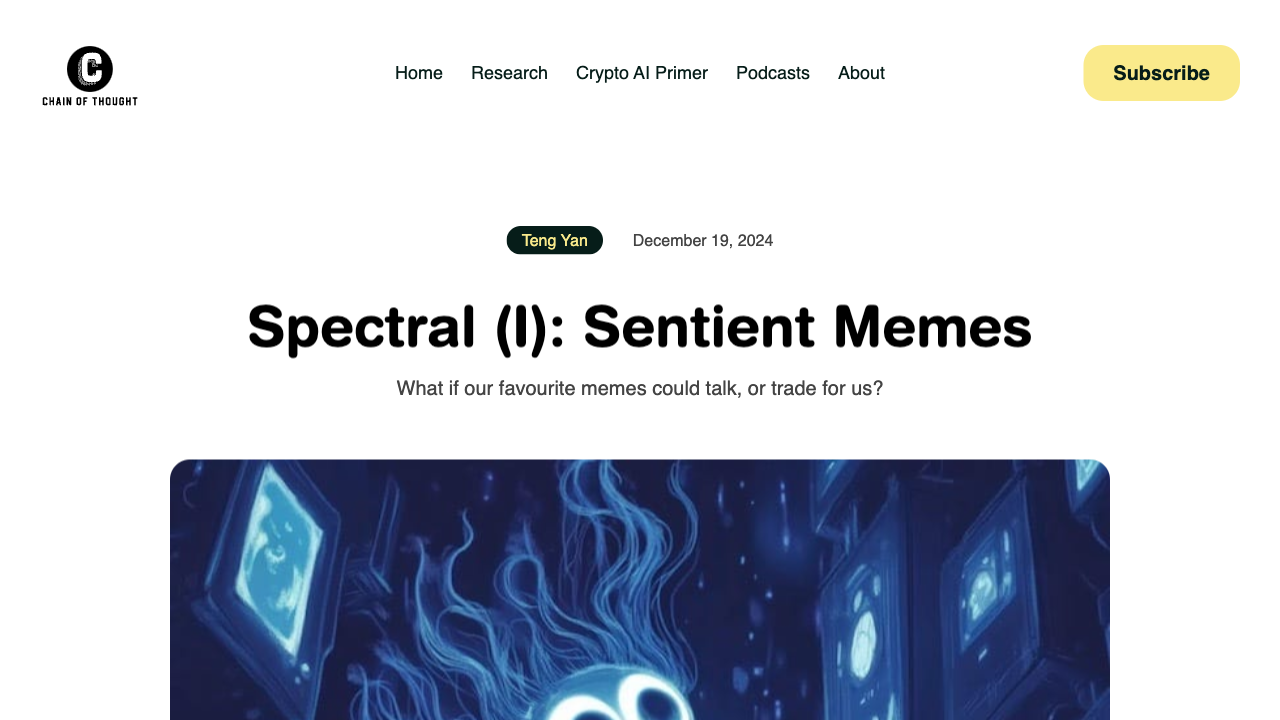 C
CHAIN OF THOUGHT
Home Research Crypto AI Primer Podcasts About
Subscribe
Teng Yan December 19, 2024
Spectral (I): Sentient Memes
What if our favourite memes could talk, or trade for us?